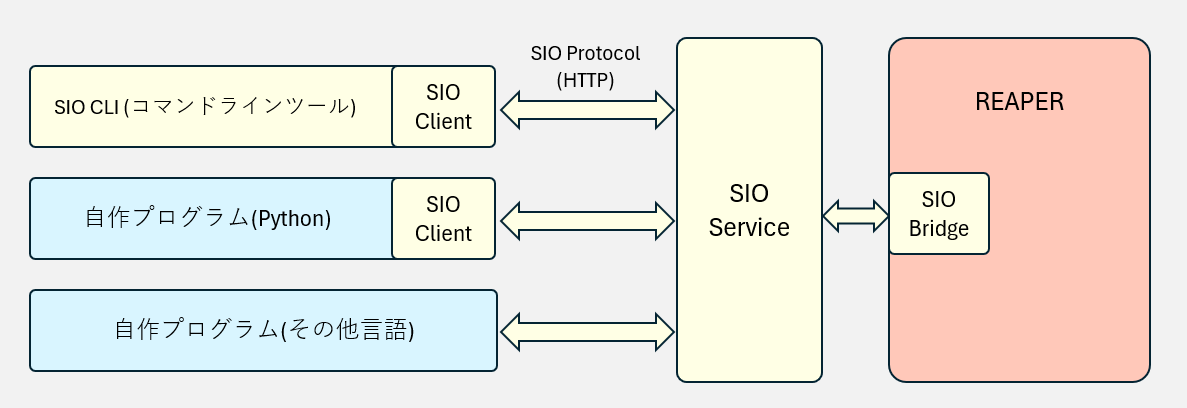 SIO Protocol
(HTTP)
SIO CLI (コマンドラインツール)
SIO
Client
自作プログラム(Python)
SIO
Client
自作プログラム(その他言語)
SIO
Service
REAPER
SIO
Bridge